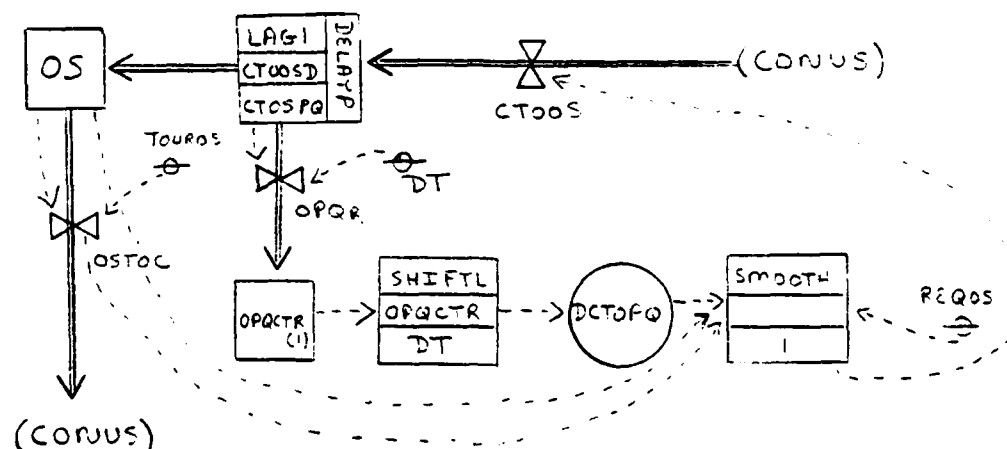 OS
LAG1
CTOOSD
CTOSPQ
DELAYP
(CONUS)
CTOOS
TOUROS
DT
OPQR
OSTOC
OPQCTR
(1)
SHIFTL
OPQCTR
DT
DCTOPQ
SMOOTH
1
REQOS
(CONUS)